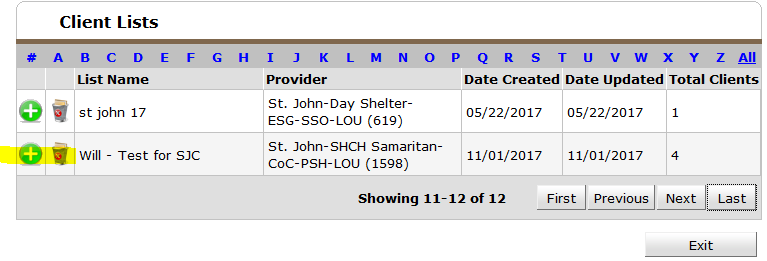 Client Lists
# A B C D E F G H I J K L M N O P Q R S T U V W X Y Z All
List Name Provider Date Created Date Updated Total Clients
st john 17 St. John-Day Shelter-ESG-SSO-LOU (619) 05/22/2017 05/22/2017 1
Will - Test for SJC St. John-SHCH Samaritan-CoC-PSH-LOU (1598) 11/01/2017 11/01/2017 4
Showing 11-12 of 12 First Previous Next Last
Exit